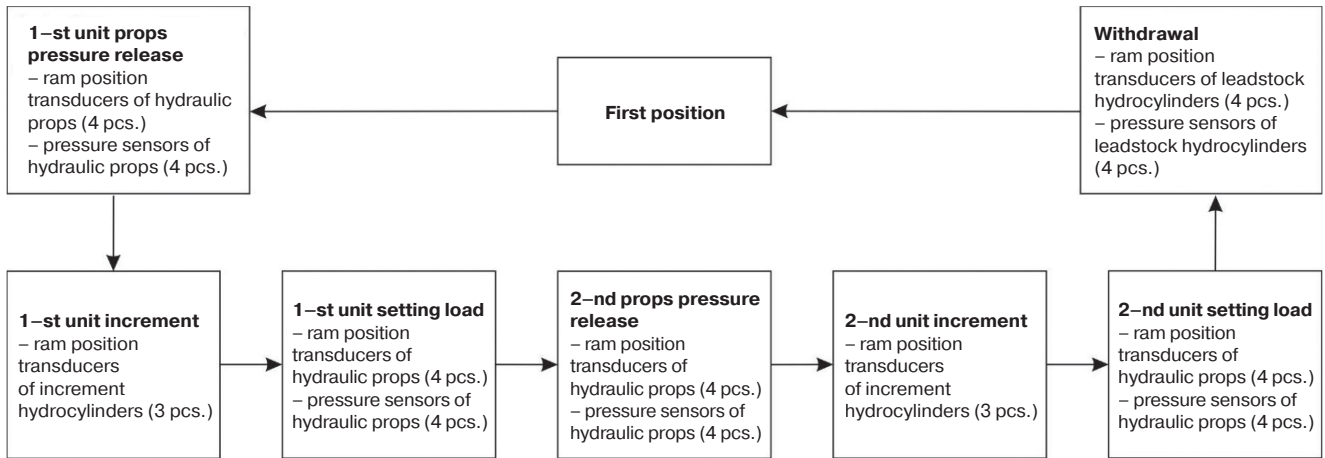 1–st unit props
pressure release
– ram position
transducers of hydraulic
props (4 pcs.)
– pressure sensors of
hydraulic props (4 pcs.)
First position
Withdrawal
– ram position
transducers of leadstock
hydrocylinders (4 pcs.)
– pressure sensors of
leadstock hydrocylinders
(4 pcs.)
1–st unit increment
– ram position
transducers
of increment
hydrocylinders (3 pcs.)
1–st unit setting load
– ram position
transducers of
hydraulic props (4 pcs.)
– pressure sensors of
hydraulic props (4 pcs.)
2–nd props pressure
release
– ram position
transducers of
hydraulic props (4 pcs.)
– pressure sensors of
hydraulic props (4 pcs.)
2–nd unit increment
– ram position
transducers
of increment
hydrocylinders (3 pcs.)
2–nd unit setting load
– ram position
transducers of
hydraulic props (4 pcs.)
– pressure sensors of
hydraulic props (4 pcs.)